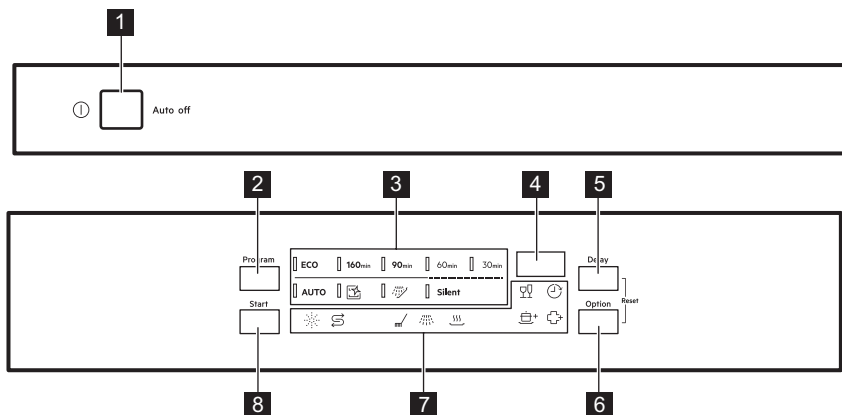 1
Auto off
2 3 4 5
Program ECO 160min 90min 60min 30min Delay
AUTO Silent
Start Option Reset
8 7 6